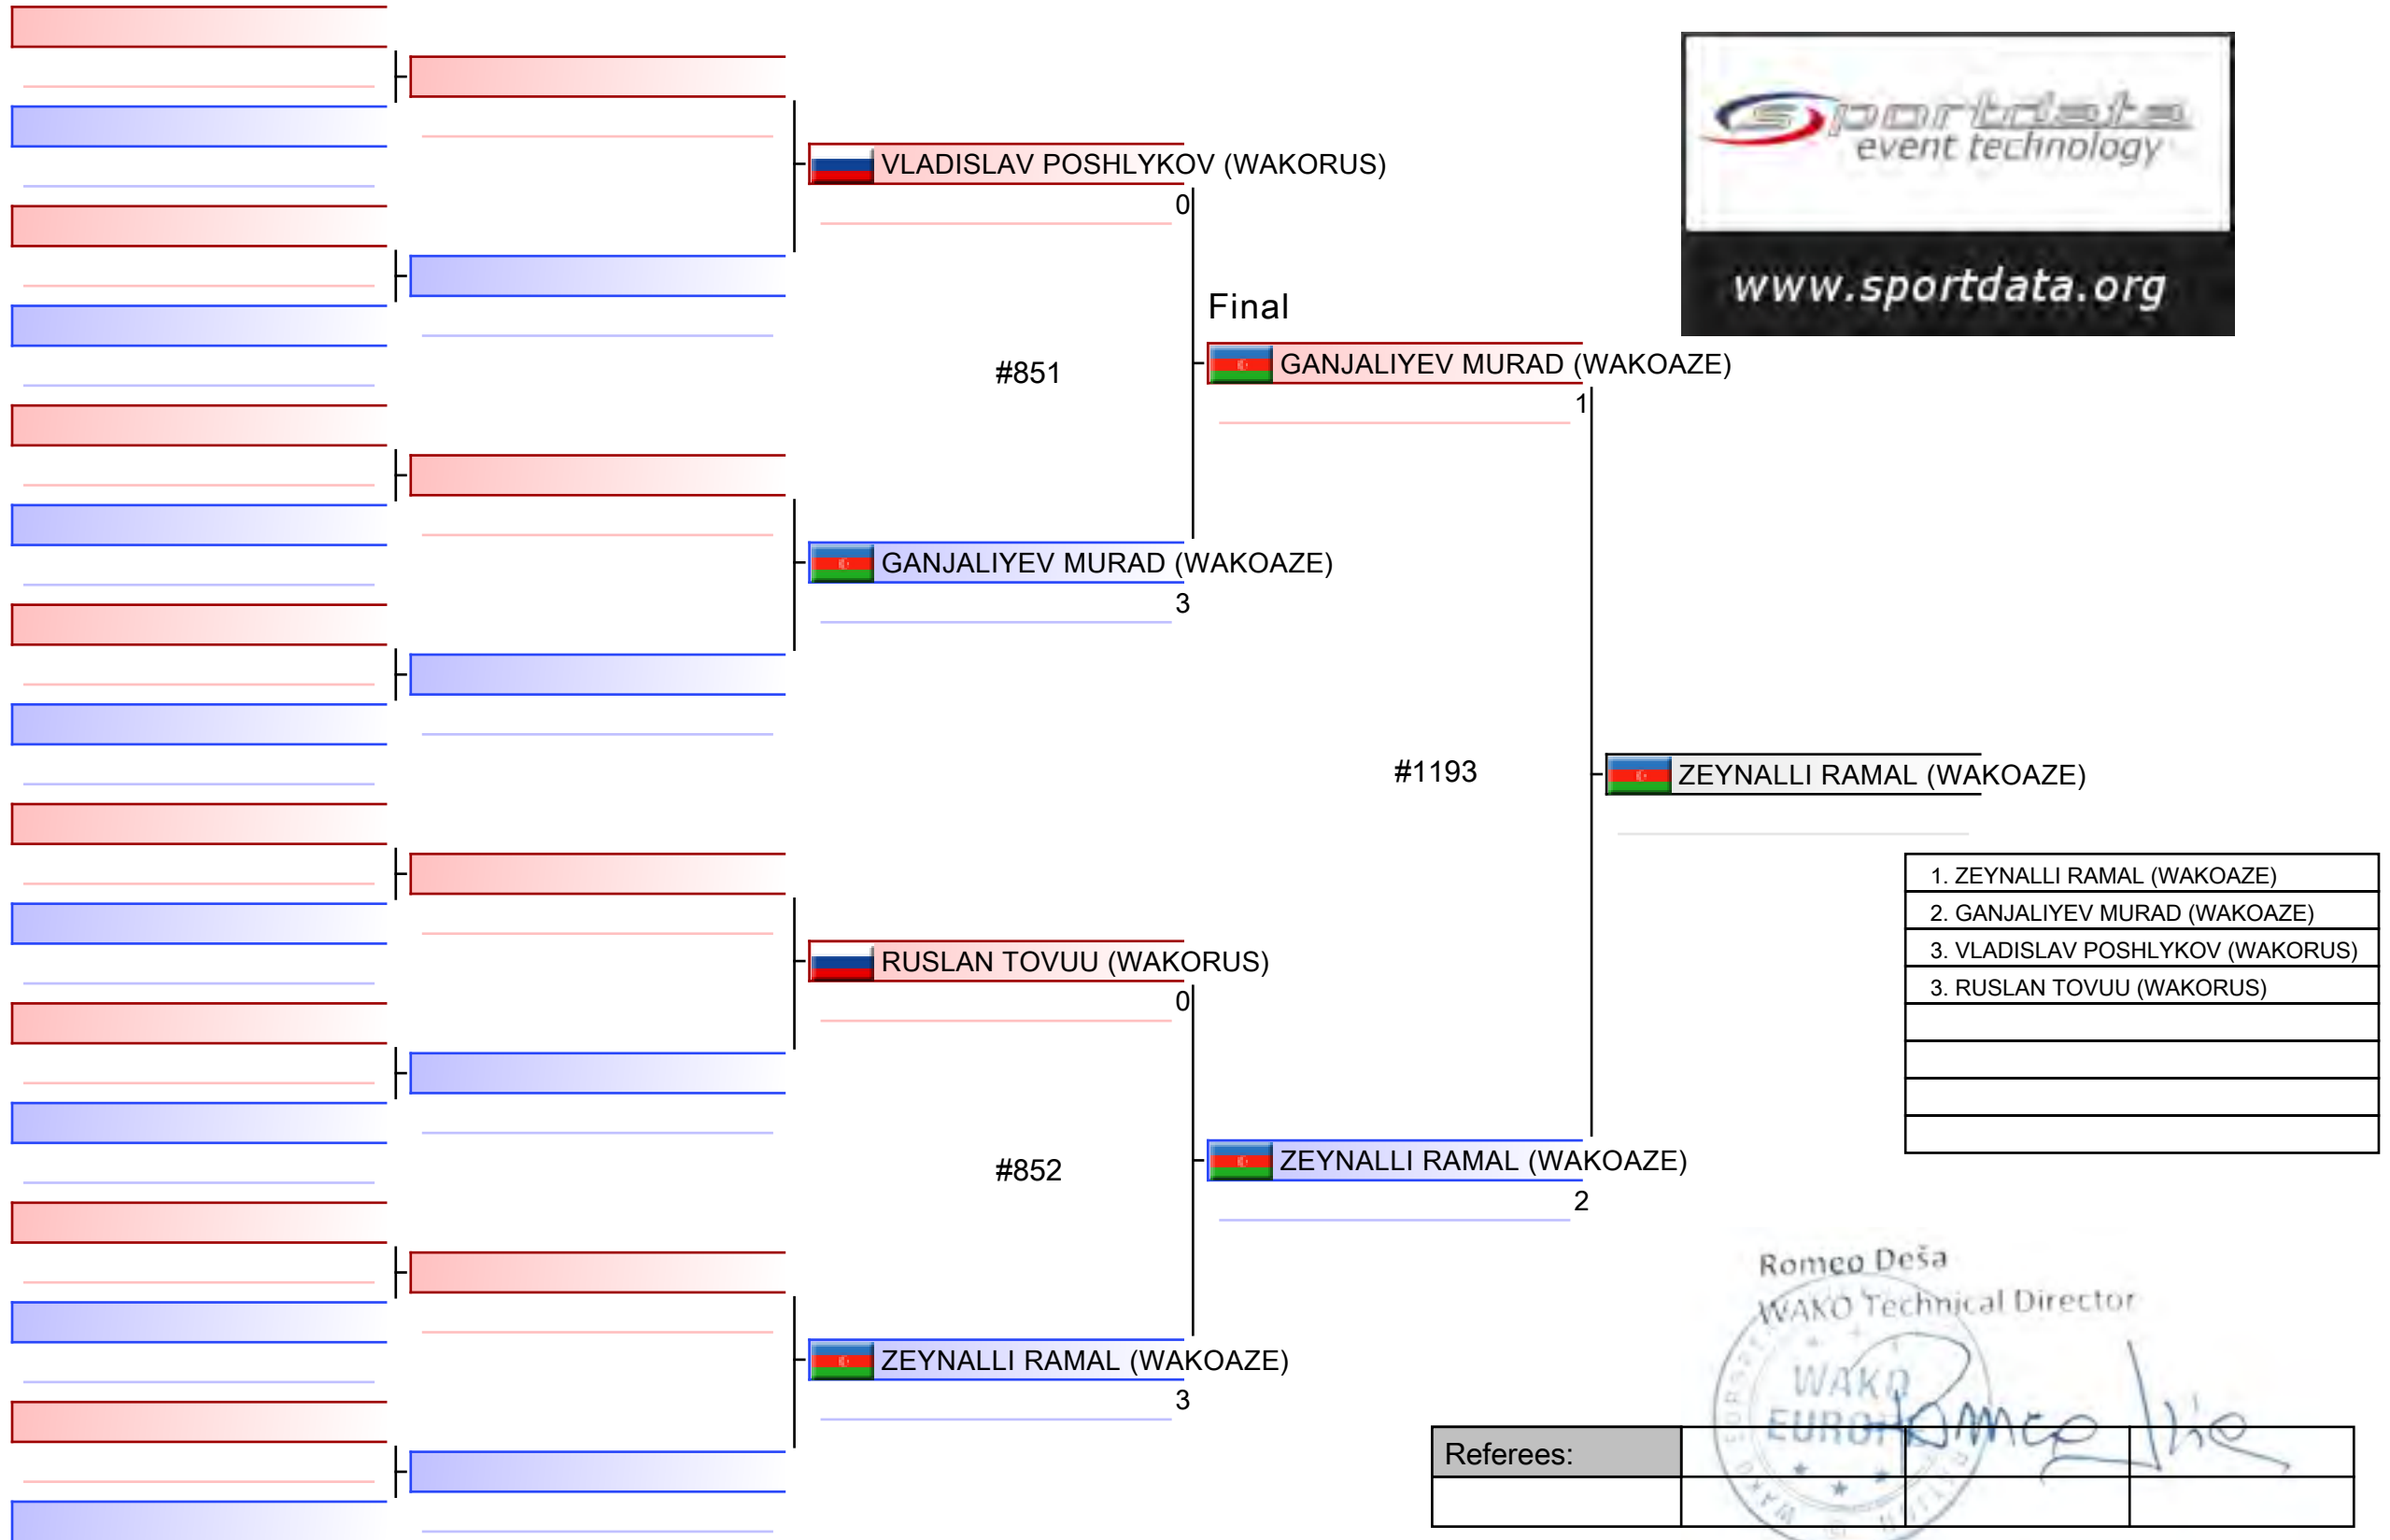 sportdata
event technology
www.sportdata.org
VLADISLAV POSHLYKOV (WAKORUS)
0
Final
#851
GANJALIYEV MURAD (WAKOAZE)
1
GANJALIYEV MURAD (WAKOAZE)
3
#1193
ZEYNALLI RAMAL (WAKOAZE)
1. ZEYNALLI RAMAL (WAKOAZE)
2. GANJALIYEV MURAD (WAKOAZE)
3. VLADISLAV POSHLYKOV (WAKORUS)
3. RUSLAN TOVUU (WAKORUS)
RUSLAN TOVUU (WAKORUS)
0
#852
ZEYNALLI RAMAL (WAKOAZE)
2
ZEYNALLI RAMAL (WAKOAZE)
3
Romeo Deša
WAKO Technical Director
WAKO
EUROPE
Referees: